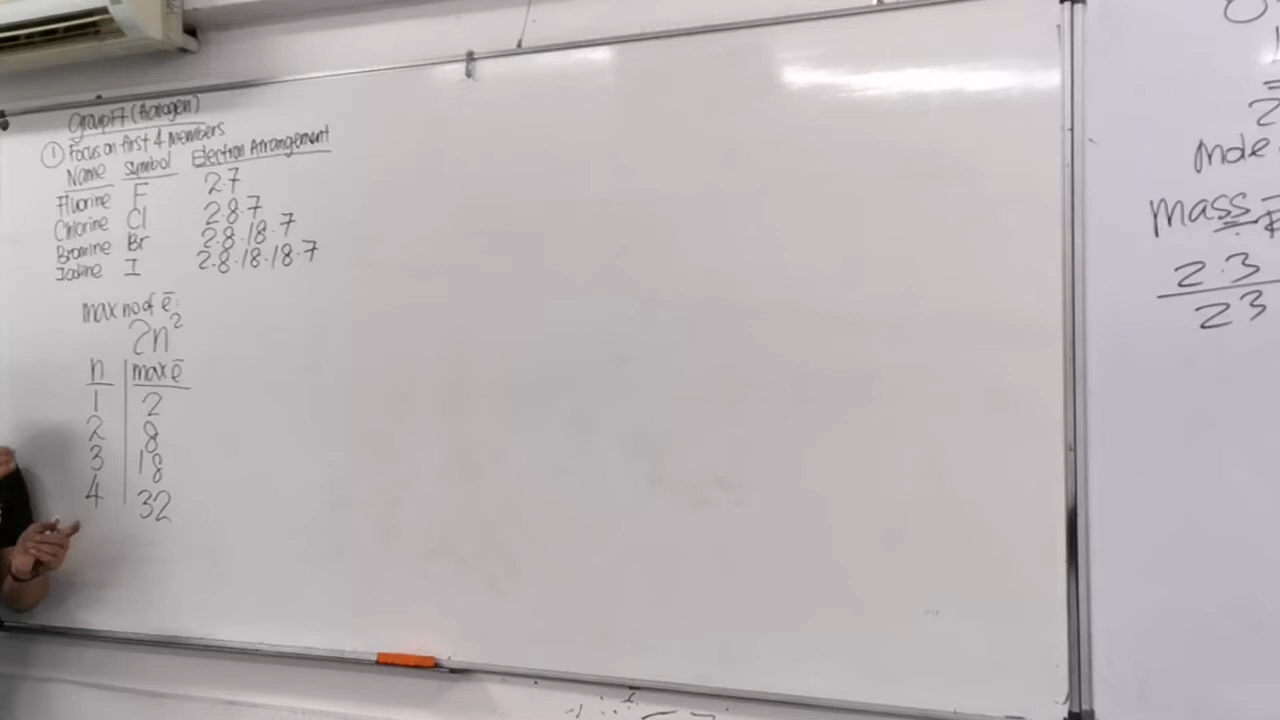 Group 17 (Halogen)
① Focus on first 4 Members
Name Symbol Electron Arrangement
Fluorine F 2.7
Chlorine Cl 2.8.7
Bromine Br 2.8.18.7
Iodine I 2.8.18.18.7
max no of ē:
2n²
n max ē
1 2
2 8
3 18
4 32
2
Mole
mass =
2.3
23